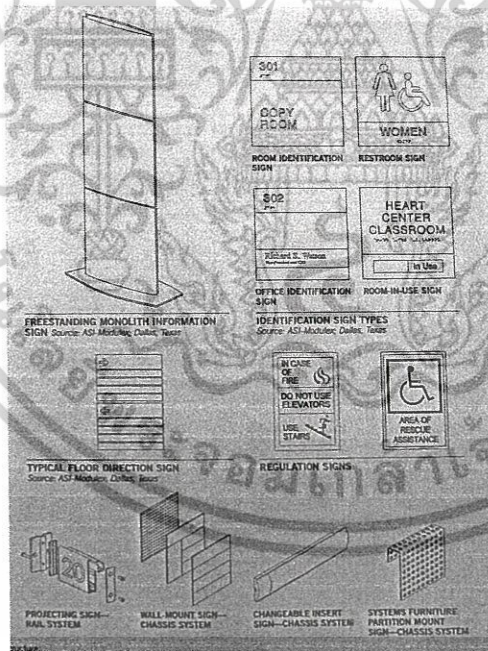 301
COPY
ROOM
WOMEN
ROOM IDENTIFICATION
SIGN
RESTROOM SIGN
302
Richard S. Watson
HEART
CENTER
CLASSROOM
In Use
OFFICE IDENTIFICATION
SIGN
ROOM-IN-USE SIGN
FREESTANDING MONOLITH INFORMATION
SIGN Source: ASI-Modulex, Dallas, Texas
IDENTIFICATION SIGN TYPES
Source: ASI-Modulex, Dallas, Texas
IN CASE
OF
FIRE
DO NOT USE
ELEVATORS
USE
STAIRS
AREA OF
RESCUE
ASSISTANCE
TYPICAL FLOOR DIRECTION SIGN
Source: ASI-Modulex, Dallas, Texas
REGULATION SIGNS
20
PROJECTING SIGN—
RAIL SYSTEM
WALL-MOUNT SIGN—
CHASSIS SYSTEM
CHANGEABLE INSERT
SIGN—CHASSIS SYSTEM
SYSTEMS FURNITURE
PARTITION MOUNT
SIGN—CHASSIS SYSTEM